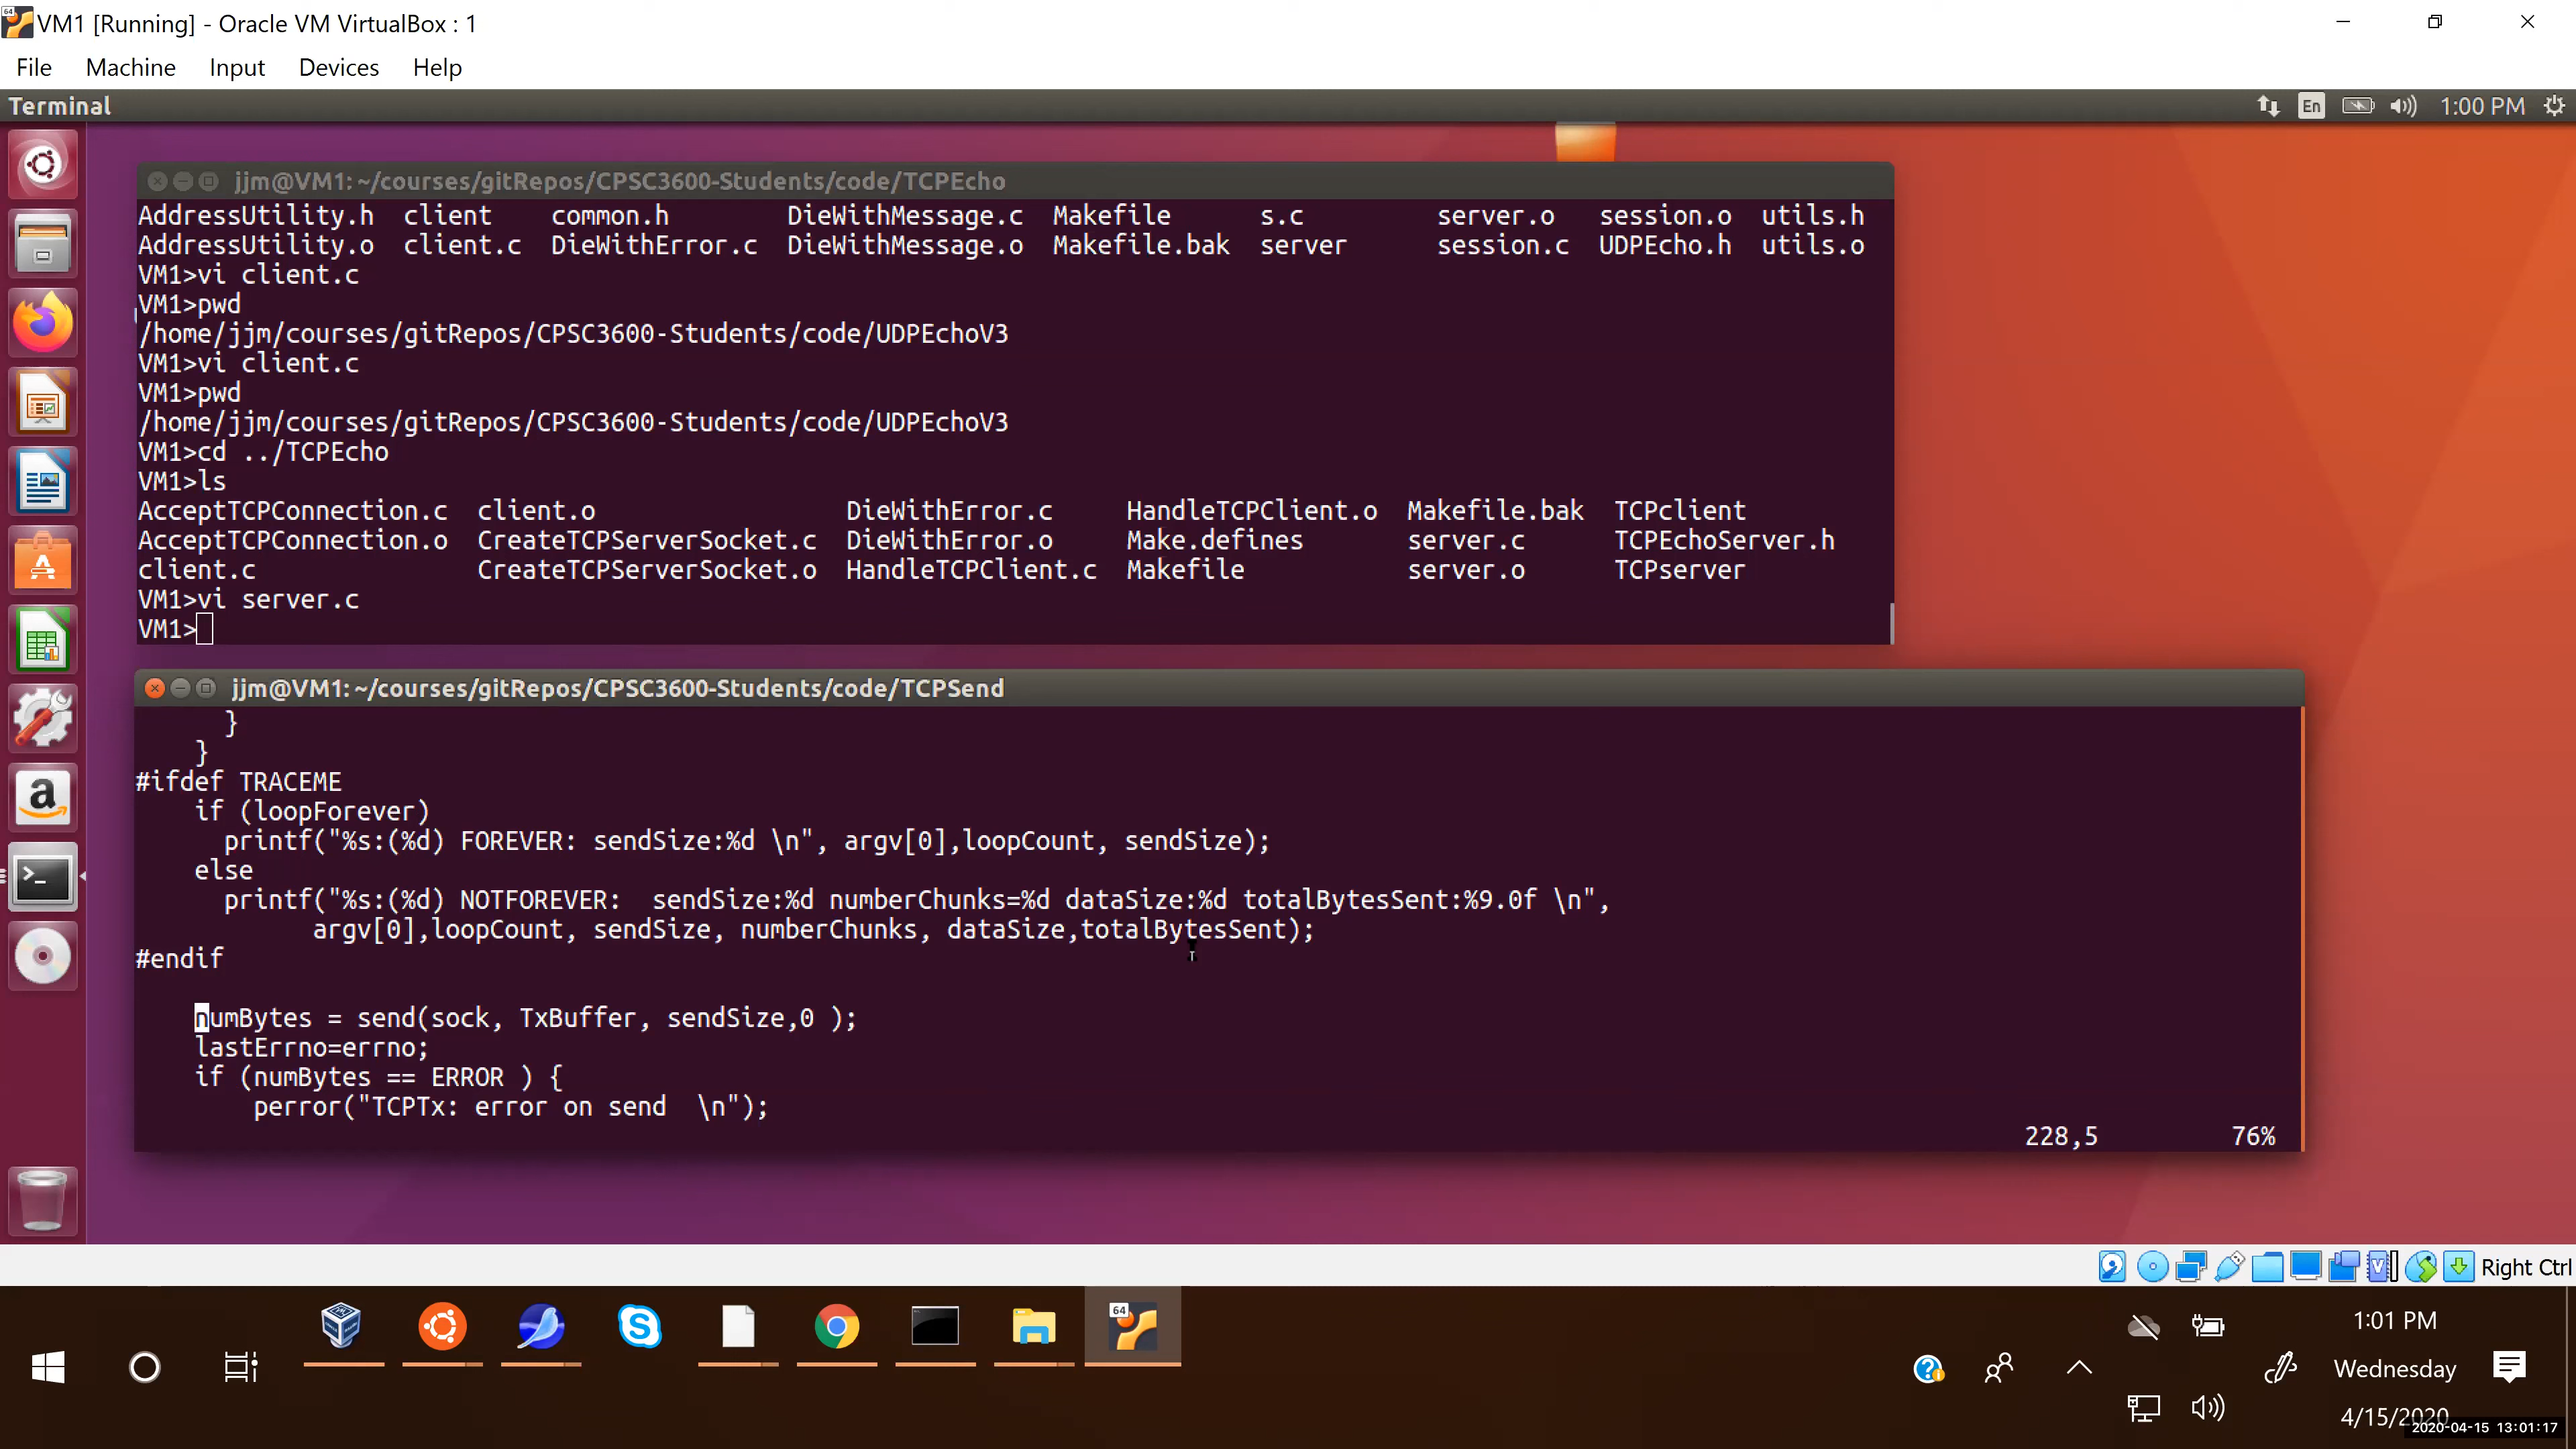 VM1 [Running] - Oracle VM VirtualBox : 1
File Machine Input Devices Help
Terminal En 1:00 PM
jjm@VM1: ~/courses/gitRepos/CPSC3600-Students/code/TCPEcho
AddressUtility.h client common.h DieWithMessage.c Makefile s.c server.o session.o utils.h
AddressUtility.o client.c DieWithError.c DieWithMessage.o Makefile.bak server session.c UDPEcho.h utils.o
VM1>vi client.c
VM1>pwd
/home/jjm/courses/gitRepos/CPSC3600-Students/code/UDPEchoV3
VM1>vi client.c
VM1>pwd
/home/jjm/courses/gitRepos/CPSC3600-Students/code/UDPEchoV3
VM1>cd ../TCPEcho
VM1>ls
AcceptTCPConnection.c client.o DieWithError.c HandleTCPClient.o Makefile.bak TCPclient
AcceptTCPConnection.o CreateTCPServerSocket.c DieWithError.o Make.defines server.c TCPEchoServer.h
client.c CreateTCPServerSocket.o HandleTCPClient.c Makefile server.o TCPserver
VM1>vi server.c
VM1>
jjm@VM1: ~/courses/gitRepos/CPSC3600-Students/code/TCPSend
}
}
#ifdef TRACEME
if (loopForever)
printf("%s:(%d) FOREVER: sendSize:%d \n", argv[0],loopCount, sendSize);
else
printf("%s:(%d) NOTFOREVER:  sendSize:%d numberChunks=%d dataSize:%d totalBytesSent:%9.0f \n",
argv[0],loopCount, sendSize, numberChunks, dataSize,totalBytesSent);
#endif
numBytes = send(sock, TxBuffer, sendSize,0 );
lastErrno=errno;
if (numBytes == ERROR ) {
perror("TCPTx: error on send  \n");
228,5 76%
Right Ctrl
64
1:01 PM
Wednesday
4/15/2020
2020-04-15 13:01:17